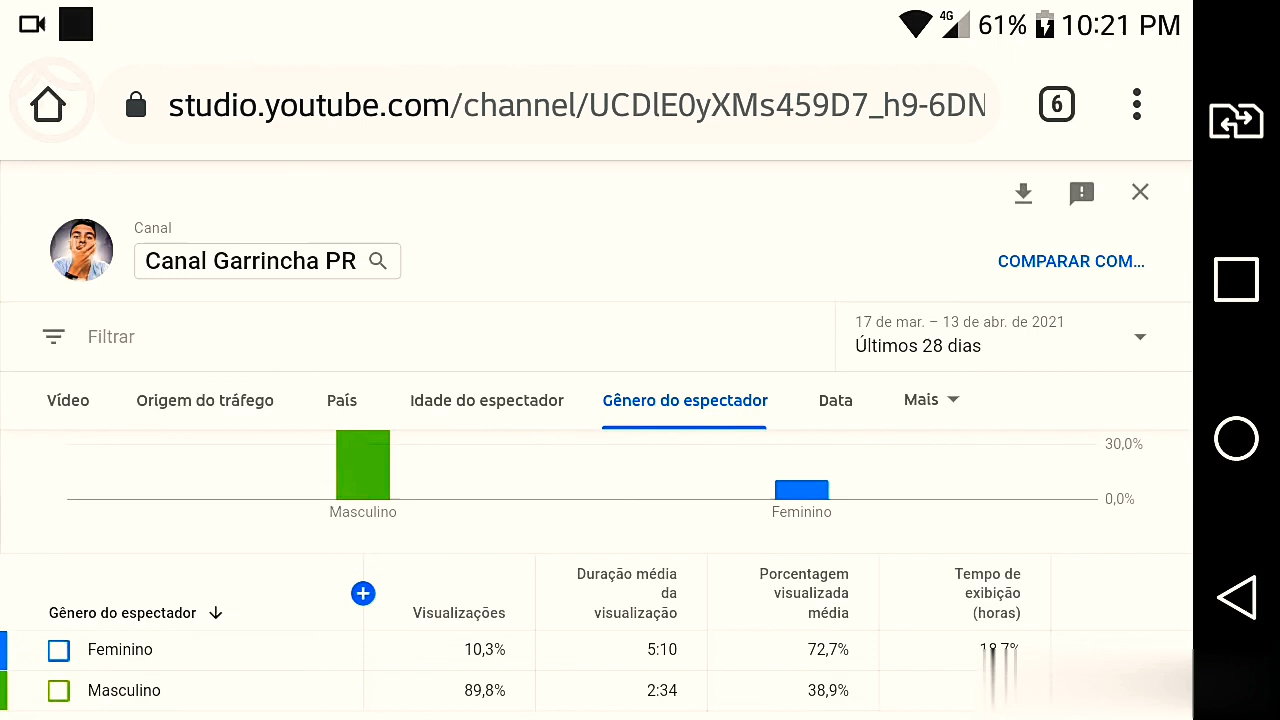 4G 61% 10:21 PM
studio.youtube.com/channel/UCDlE0yXMs459D7_h9-6DN
6
Canal
Canal Garrincha PR
COMPARAR COM...
Filtrar
17 de mar. – 13 de abr. de 2021
Últimos 28 dias
Vídeo Origem do tráfego País Idade do espectador Gênero do espectador Data Mais
30,0%
0,0%
Masculino Feminino
Gênero do espectador
Visualizações
Duração média
da
visualização
Porcentagem
visualizada
média
Tempo de
exibição
(horas)
Feminino 10,3% 5:10 72,7%
Masculino 89,8% 2:34 38,9%